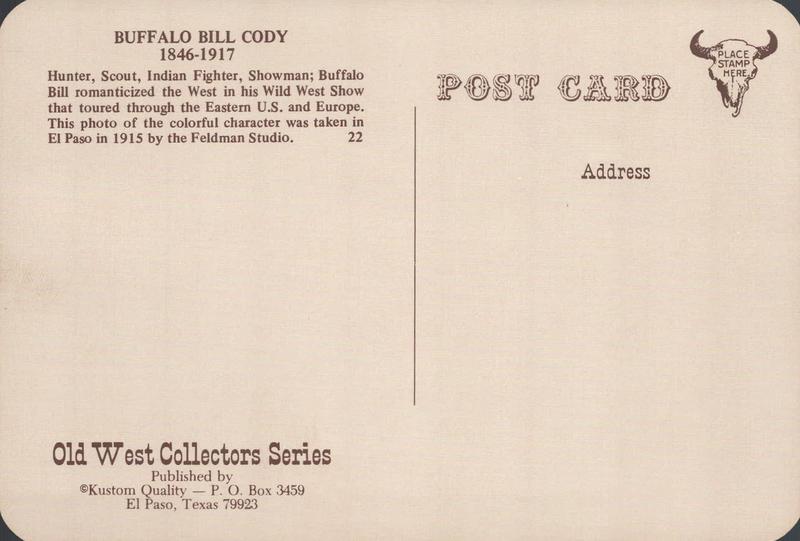 BUFFALO BILL CODY
1846-1917
Hunter, Scout, Indian Fighter, Showman; Buffalo
Bill romanticized the West in his Wild West Show
that toured through the Eastern U.S. and Europe.
This photo of the colorful character was taken in
El Paso in 1915 by the Feldman Studio. 22
POST CARD
PLACE
STAMP
HERE
Address
Old West Collectors Series
Published by
©Kustom Quality — P. O. Box 3459
El Paso, Texas 79923